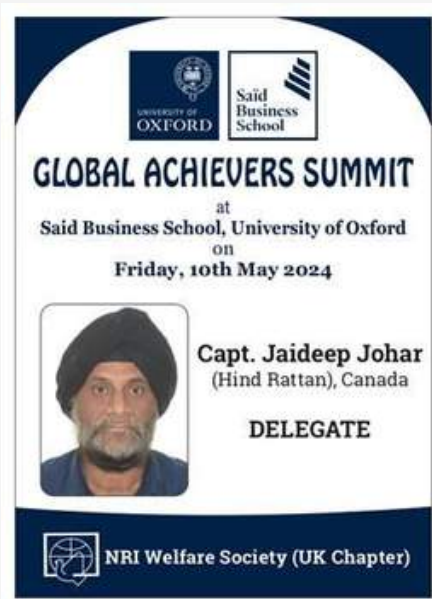 UNIVERSITY OF
OXFORD
Saïd
Business
School
GLOBAL ACHIEVERS SUMMIT
at
Said Business School, University of Oxford
on
Friday, 10th May 2024
Capt. Jaideep Johar
(Hind Rattan), Canada
DELEGATE
NRI Welfare Society (UK Chapter)